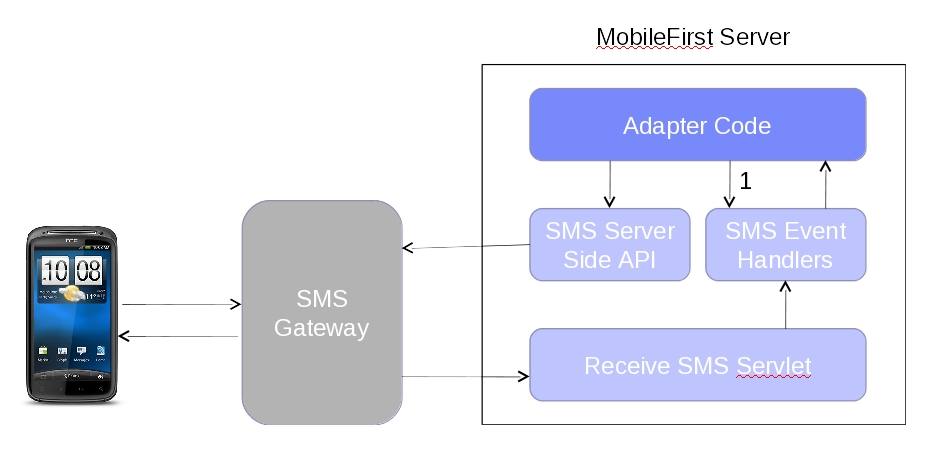 MobileFirst Server
Adapter Code
1
SMS Server
Side API
SMS Event
Handlers
SMS
Gateway
Receive SMS Servlet
hTC
10 08